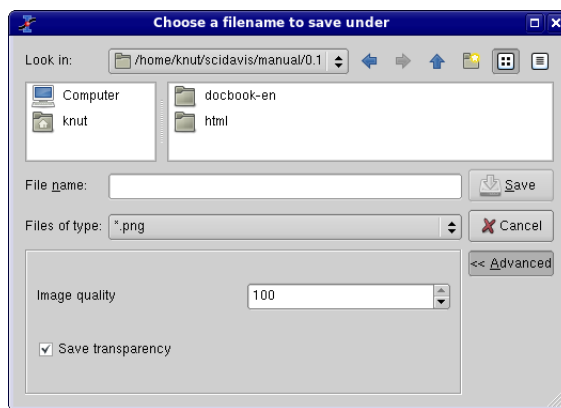 Choose a filename to save under
Look in: /home/knut/scidavis/manual/0.1
Computer
knut
docbook-en
html
File name: Save
Files of type: *.png Cancel
<< Advanced
Image quality 100
Save transparency